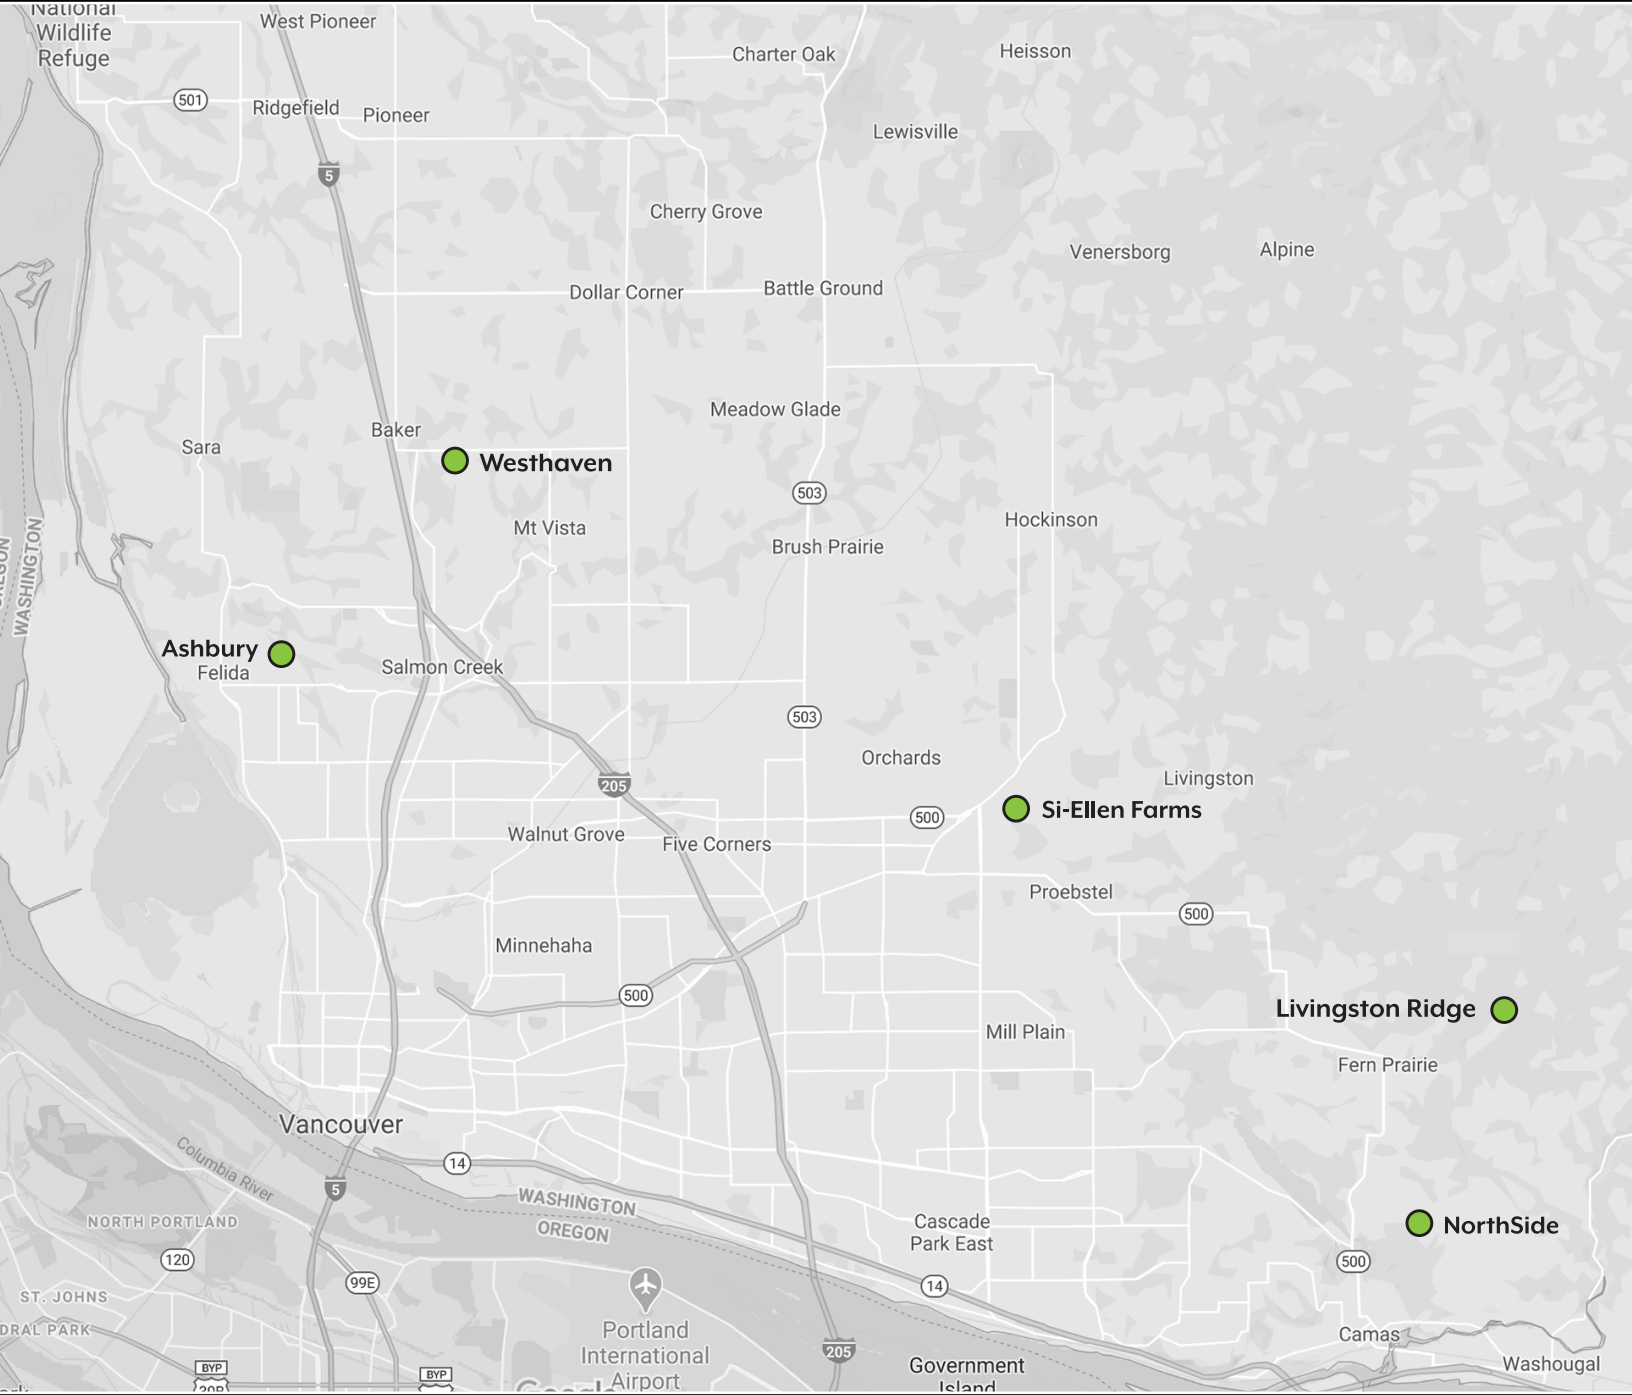 National
Wildlife
Refuge
West Pioneer
Charter Oak
Heisson
501
Ridgefield
Pioneer
Lewisville
5
Cherry Grove
Venersborg
Alpine
Dollar Corner
Battle Ground
Meadow Glade
Baker
Sara
Westhaven
503
Hockinson
Mt Vista
Brush Prairie
WASHINGTON
Ashbury
Felida
Salmon Creek
503
Orchards
Livingston
205
Si-Ellen Farms
500
Walnut Grove
Five Corners
Proebstel
500
Minnehaha
500
Livingston Ridge
Mill Plain
Fern Prairie
Vancouver
14
Columbia River
5
WASHINGTON
OREGON
NORTH PORTLAND
Cascade
Park East
NorthSide
120
99E
500
14
ST. JOHNS
DRAL PARK
Portland
International
Airport
205
Camas
Government
Island
Washougal
BYP
BYP
Google